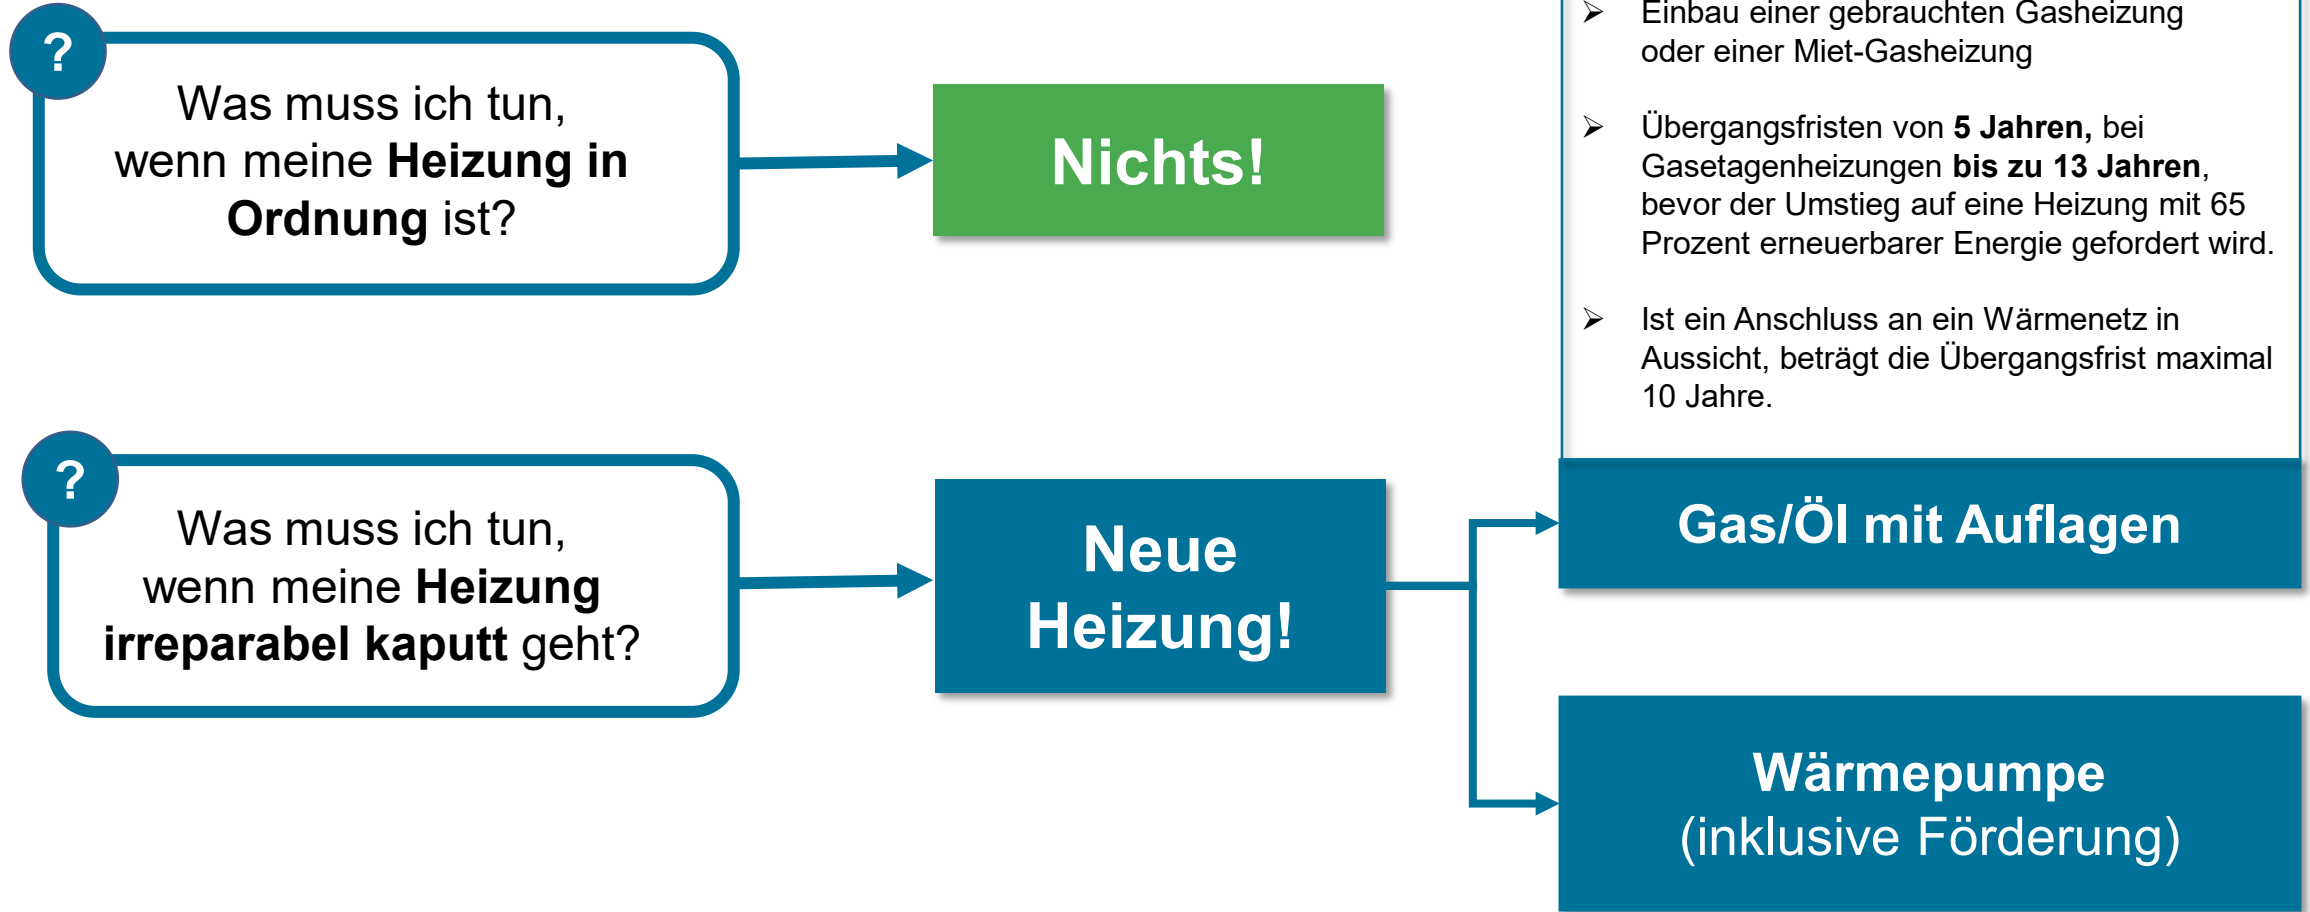 ?
Was muss ich tun,
wenn meine Heizung in
Ordnung ist?
Nichts!
Einbau einer gebrauchten Gasheizung
oder einer Miet-Gasheizung
Übergangsfristen von 5 Jahren, bei
Gasetagenheizungen bis zu 13 Jahren,
bevor der Umstieg auf eine Heizung mit 65
Prozent erneuerbarer Energie gefordert wird.
Ist ein Anschluss an ein Wärmenetz in
Aussicht, beträgt die Übergangsfrist maximal
10 Jahre.
?
Was muss ich tun,
wenn meine Heizung
irreparabel kaputt geht?
Neue
Heizung!
Gas/Öl mit Auflagen
Wärmepumpe
(inklusive Förderung)